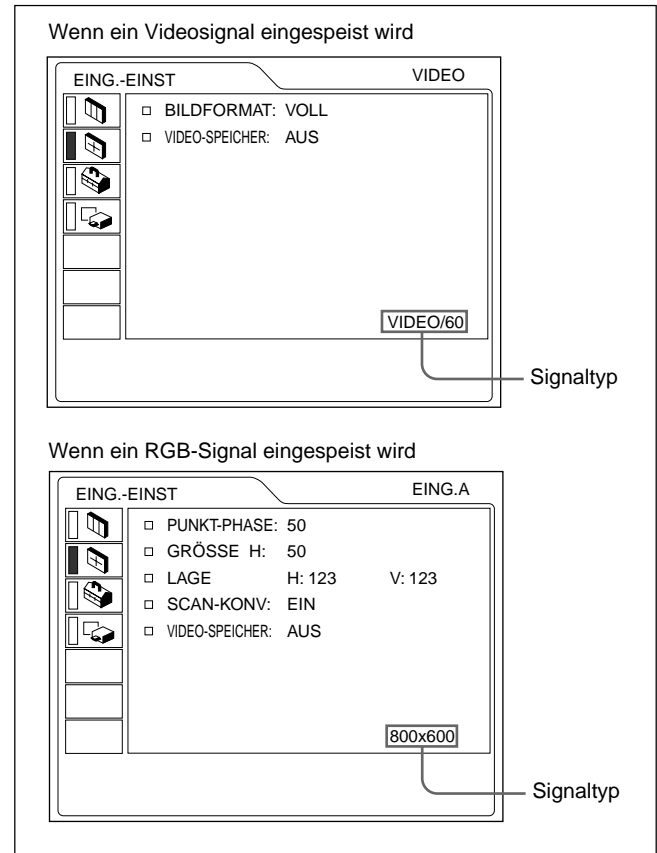 Wenn ein Videosignal eingespeist wird
EING.-EINST VIDEO
BILDFORMAT: VOLL
VIDEO-SPEICHER: AUS
VIDEO/60
Signaltyp
Wenn ein RGB-Signal eingespeist wird
EING.-EINST EING.A
PUNKT-PHASE: 50
GRÖSSE H: 50
LAGE H: 123 V: 123
SCAN-KONV: EIN
VIDEO-SPEICHER: AUS
800x600
Signaltyp